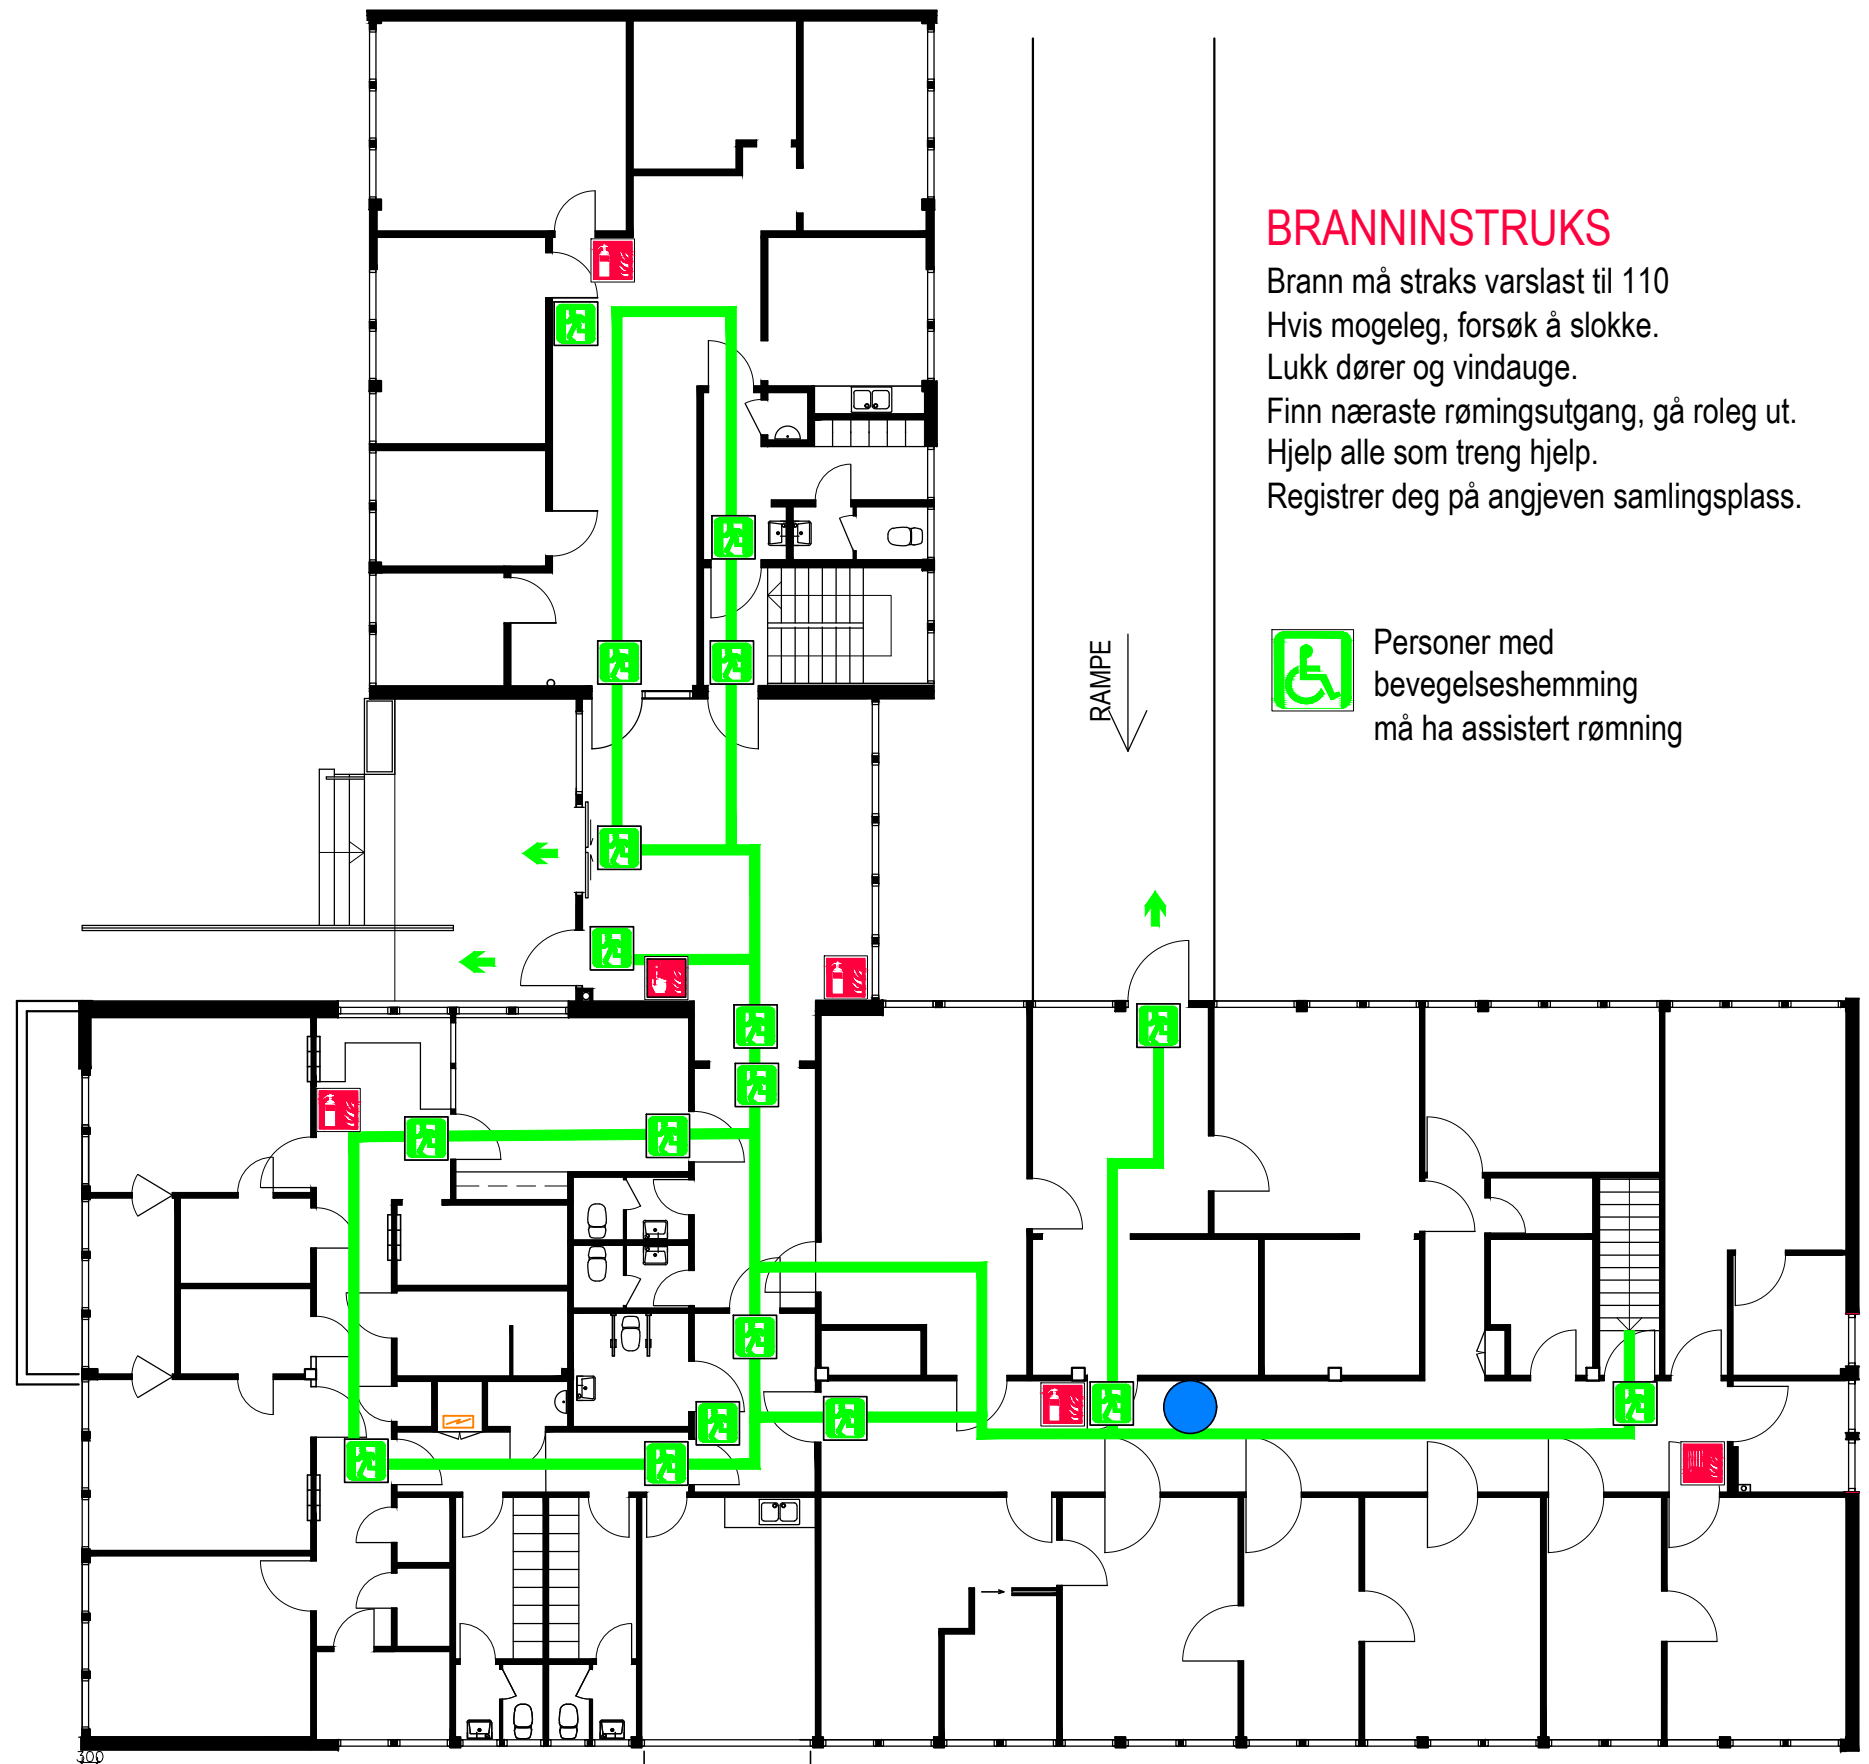 BRANNINSTRUKS
Brann må straks varslast til 110
Hvis mogeleg, forsøk å slokke.
Lukk dører og vindauge.
Finn næraste rømingsutgang, gå roleg ut.
Hjelp alle som treng hjelp.
Registrer deg på angjeven samlingsplass.
Personer med
bevegelseshemming
må ha assistert rømning
RAMPE
300